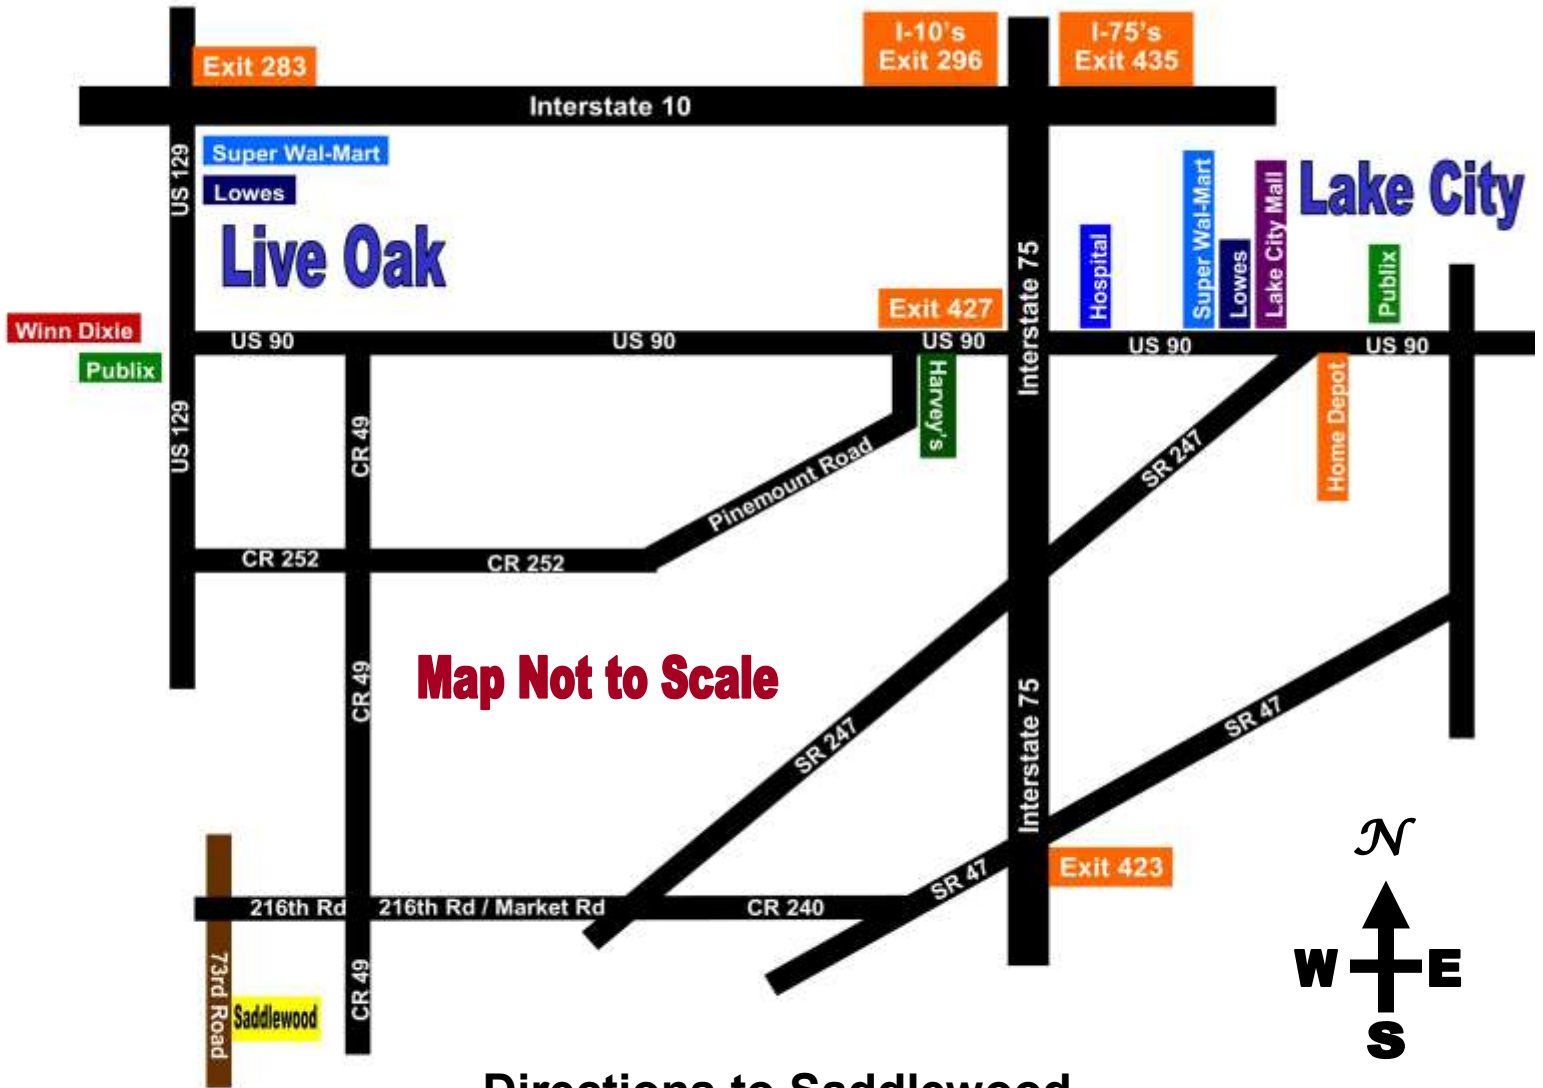 I-10's
Exit 296
I-75's
Exit 435
Exit 283
Interstate 10
Super Wal-Mart
Lowes
US 129
Live Oak
Lake City
Hospital
Super Wal-Mart
Lowes
Lake City Mall
Publix
Interstate 75
Exit 427
Winn Dixie
US 90
US 90
US 90
US 90
US 90
Publix
Harvey's
Home Depot
US 129
CR 49
Pinemount Road
SR 247
CR 252
CR 252
Map Not to Scale
CR 49
SR 247
Interstate 75
SR 47
N
Exit 423
SR 47
216th Rd
216th Rd / Market Rd
CR 240
W
E
S
73rd Road
Saddlewood
CR 49
Directions to Saddlewood